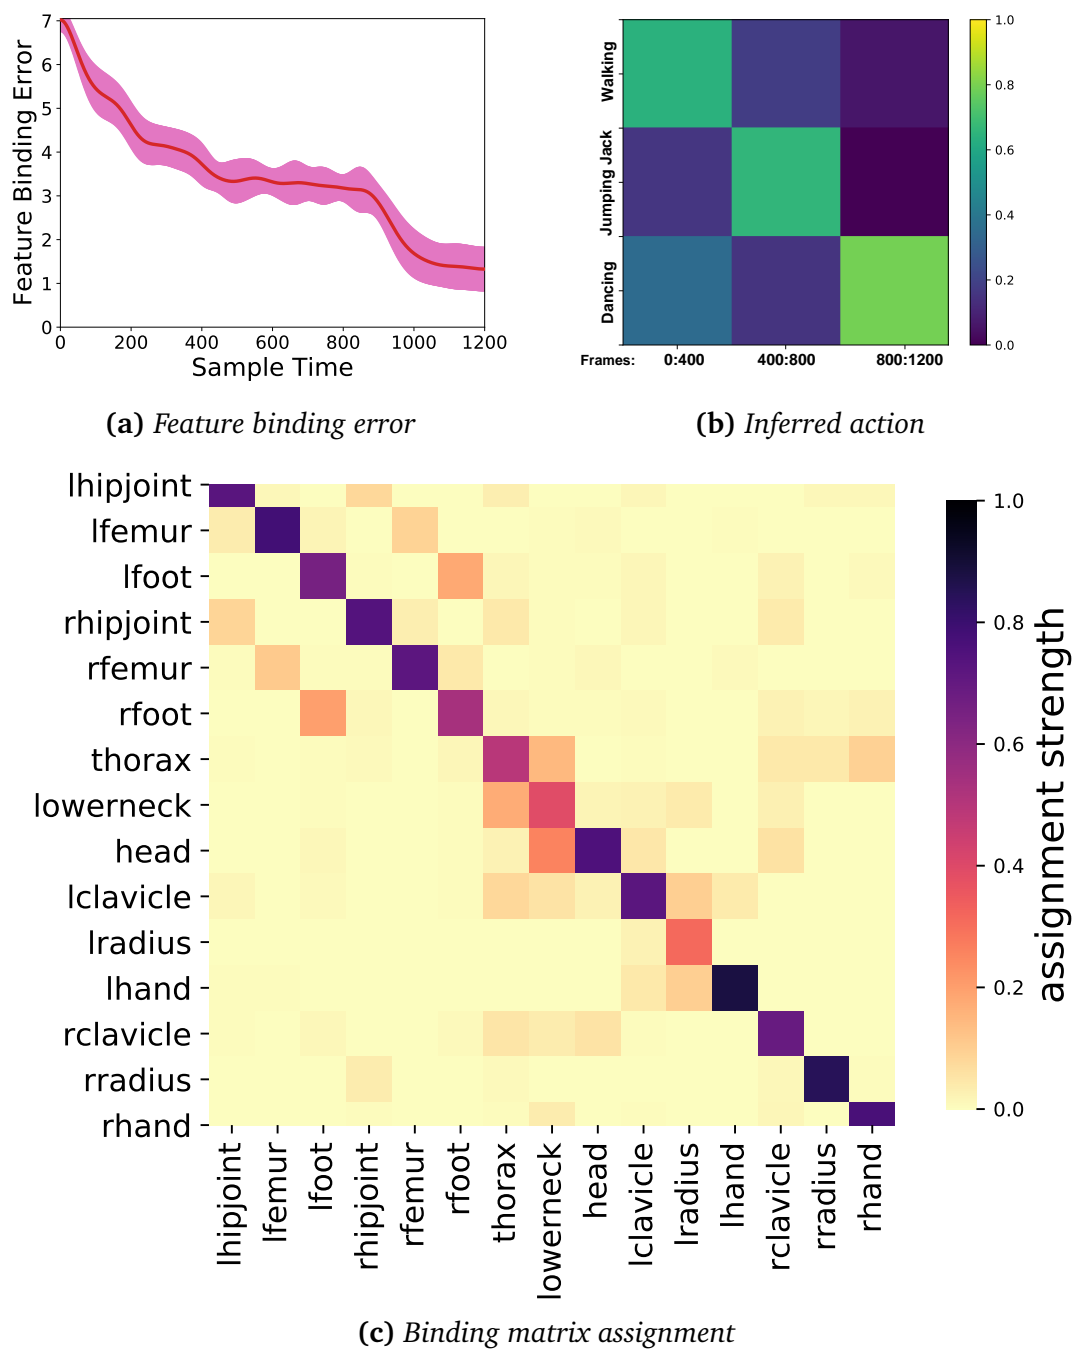 7
6
5
4
3
2
1
0
Feature Binding Error
0 200 400 600 800 1000 1200
Sample Time
Walking
Jumping Jack
Dancing
Frames: 0:400 400:800 800:1200
1.0
0.8
0.6
0.4
0.2
0.0
(a) Feature binding error
(b) Inferred action
lhipjoint
lfemur
lfoot
rhipjoint
rfemur
rfoot
thorax
lowerneck
head
lclavicle
lradius
lhand
rclavicle
rradius
rhand
lhipjoint
lfemur
lfoot
rhipjoint
rfemur
rfoot
thorax
lowerneck
head
lclavicle
lradius
lhand
rclavicle
rradius
rhand
1.0
0.8
0.6
0.4
0.2
0.0
assignment strength
(c) Binding matrix assignment